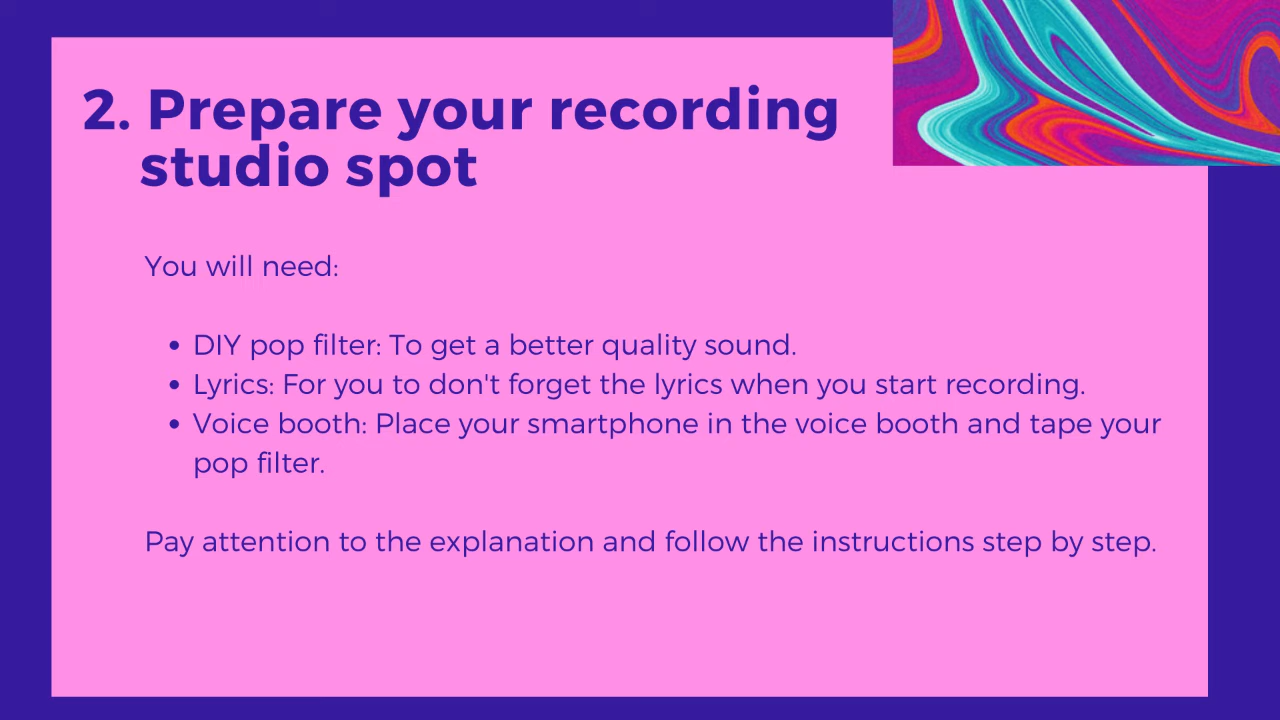 2. Prepare your recording
studio spot
You will need:
• DIY pop filter: To get a better quality sound.
• Lyrics: For you to don't forget the lyrics when you start recording.
• Voice booth: Place your smartphone in the voice booth and tape your
pop filter.
Pay attention to the explanation and follow the instructions step by step.